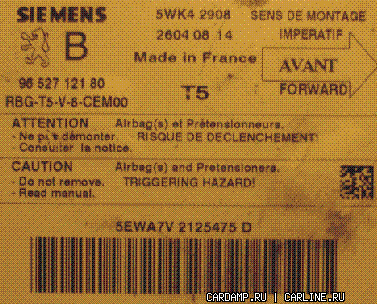 SIEMENS 5WK4 2908 SENS DE MONTAGE
B 2604 08 14 IMPERATIF
Made in France AVANT
96 527 121 80 T5 FORWARD
RBG-T5-V-6-CEM00
ATTENTION Airbag(s) et Prétensionneurs.
- Ne pas démonter. RISQUE DE DECLENCHEMENT!
- Consulter la notice.
CAUTION Airbag(s) and Pretensioners.
- Do not remove. TRIGGERING HAZARD!
- Read manual.
5EWA7V 2125475 D
CARDAMP.RU | CARLINE.RU